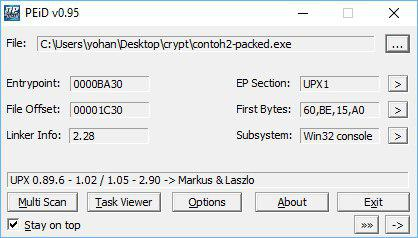 PEiD v0.95
File: C:\Users\yohan\Desktop\crypt\contoh2-packed.exe ...
Entrypoint: 0000BA30 EP Section: UPX1 >
File Offset: 00001C30 First Bytes: 60,BE,15,A0 >
Linker Info: 2.28 Subsystem: Win32 console >
UPX 0.89.6 - 1.02 / 1.05 - 2.90 -> Markus & Laszlo
Multi Scan Task Viewer Options About Exit
Stay on top »» ->